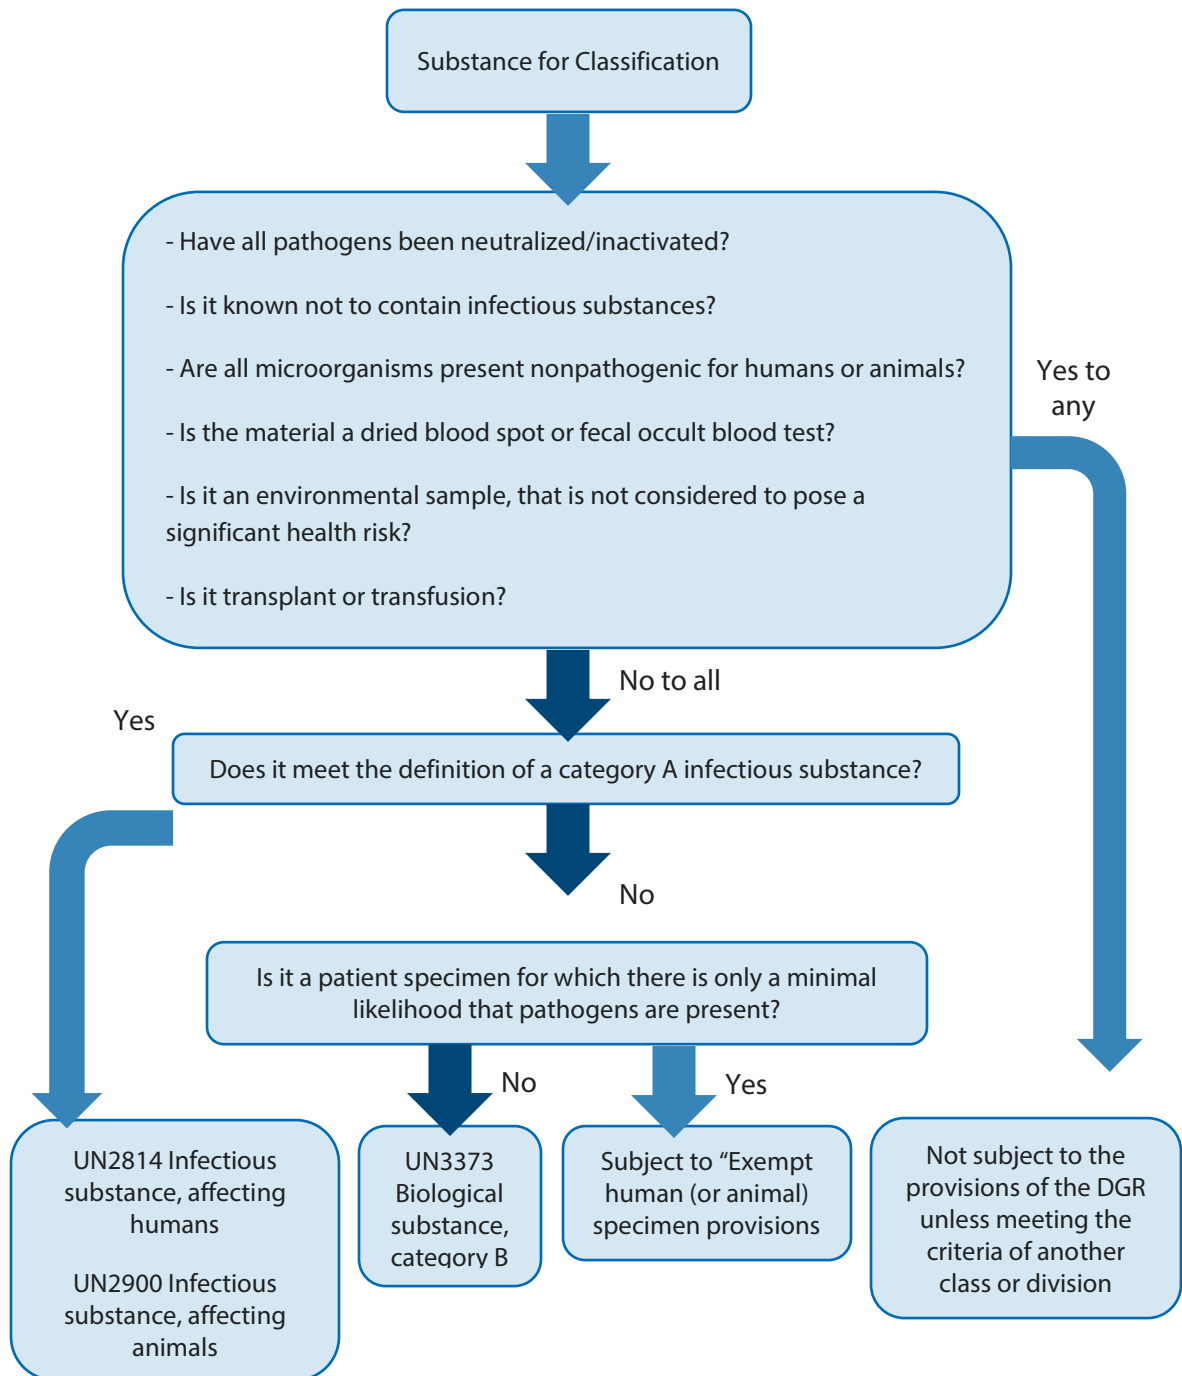 Substance for Classification
- Have all pathogens been neutralized/inactivated?
- Is it known not to contain infectious substances?
- Are all microorganisms present nonpathogenic for humans or animals?
- Is the material a dried blood spot or fecal occult blood test?
- Is it an environmental sample, that is not considered to pose a
significant health risk?
- Is it transplant or transfusion?
Yes to
any
No to all
Yes
Does it meet the definition of a category A infectious substance?
No
Is it a patient specimen for which there is only a minimal
likelihood that pathogens are present?
No
Yes
UN2814 Infectious
substance, affecting
humans
UN2900 Infectious
substance, affecting
animals
UN3373
Biological
substance,
category B
Subject to “Exempt
human (or animal)
specimen provisions
Not subject to the
provisions of the DGR
unless meeting the
criteria of another
class or division